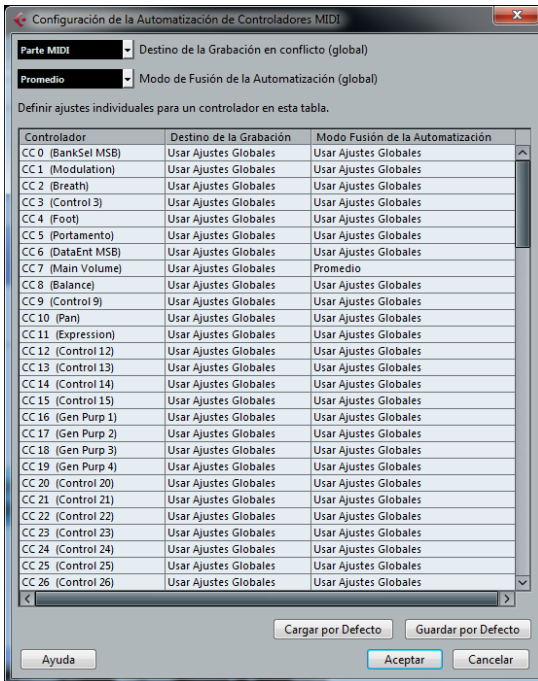 Configuración de la Automatización de Controladores MIDI
Parte MIDI Destino de la Grabación en conflicto (global)
Promedio Modo de Fusión de la Automatización (global)
Definir ajustes individuales para un controlador en esta tabla.
Controlador Destino de la Grabación Modo Fusión de la Automatización
CC 0 (BankSel MSB) Usar Ajustes Globales Usar Ajustes Globales
CC 1 (Modulation) Usar Ajustes Globales Usar Ajustes Globales
CC 2 (Breath) Usar Ajustes Globales Usar Ajustes Globales
CC 3 (Control 3) Usar Ajustes Globales Usar Ajustes Globales
CC 4 (Foot) Usar Ajustes Globales Usar Ajustes Globales
CC 5 (Portamento) Usar Ajustes Globales Usar Ajustes Globales
CC 6 (DataEnt MSB) Usar Ajustes Globales Usar Ajustes Globales
CC 7 (Main Volume) Usar Ajustes Globales Promedio
CC 8 (Balance) Usar Ajustes Globales Usar Ajustes Globales
CC 9 (Control 9) Usar Ajustes Globales Usar Ajustes Globales
CC 10 (Pan) Usar Ajustes Globales Usar Ajustes Globales
CC 11 (Expression) Usar Ajustes Globales Usar Ajustes Globales
CC 12 (Control 12) Usar Ajustes Globales Usar Ajustes Globales
CC 13 (Control 13) Usar Ajustes Globales Usar Ajustes Globales
CC 14 (Control 14) Usar Ajustes Globales Usar Ajustes Globales
CC 15 (Control 15) Usar Ajustes Globales Usar Ajustes Globales
CC 16 (Gen Purp 1) Usar Ajustes Globales Usar Ajustes Globales
CC 17 (Gen Purp 2) Usar Ajustes Globales Usar Ajustes Globales
CC 18 (Gen Purp 3) Usar Ajustes Globales Usar Ajustes Globales
CC 19 (Gen Purp 4) Usar Ajustes Globales Usar Ajustes Globales
CC 20 (Control 20) Usar Ajustes Globales Usar Ajustes Globales
CC 21 (Control 21) Usar Ajustes Globales Usar Ajustes Globales
CC 22 (Control 22) Usar Ajustes Globales Usar Ajustes Globales
CC 23 (Control 23) Usar Ajustes Globales Usar Ajustes Globales
CC 24 (Control 24) Usar Ajustes Globales Usar Ajustes Globales
CC 25 (Control 25) Usar Ajustes Globales Usar Ajustes Globales
CC 26 (Control 26) Usar Ajustes Globales Usar Ajustes Globales
Cargar por Defecto Guardar por Defecto
Ayuda Aceptar Cancelar